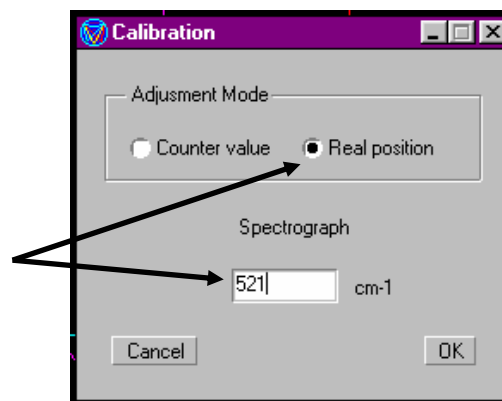 Calibration
Adjusment Mode
Counter value Real position
Spectrograph
521 cm-1
Cancel OK